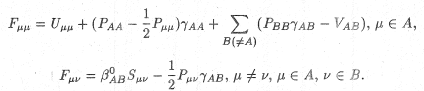 $F_{\mu\mu} = U_{\mu\mu} + (P_{AA} - \frac{1}{2}P_{\mu\mu})\gamma_{AA} + \sum_{B(\neq A)} (P_{BB}\gamma_{AB} - V_{AB}),\, \mu \in A,$
$F_{\mu\nu} = \beta^0_{AB}S_{\mu\nu} - \frac{1}{2}P_{\mu\nu}\gamma_{AB},\, \mu \neq \nu,\, \mu \in A,\, \nu \in B.$